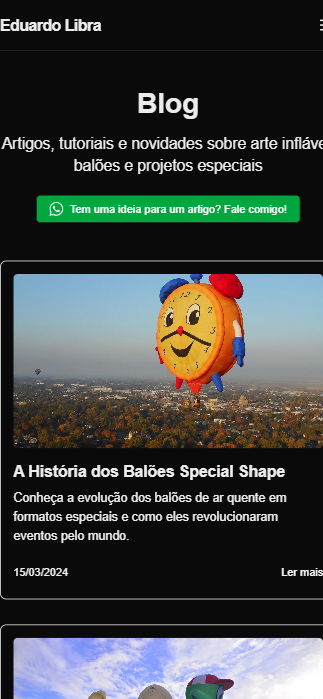 Eduardo Libra
Blog
Artigos, tutoriais e novidades sobre arte infláve
balões e projetos especiais
Tem uma ideia para um artigo? Fale comigo!
A História dos Balões Special Shape
Conheça a evolução dos balões de ar quente em
formatos especiais e como eles revolucionaram
eventos pelo mundo.
15/03/2024 Ler mais